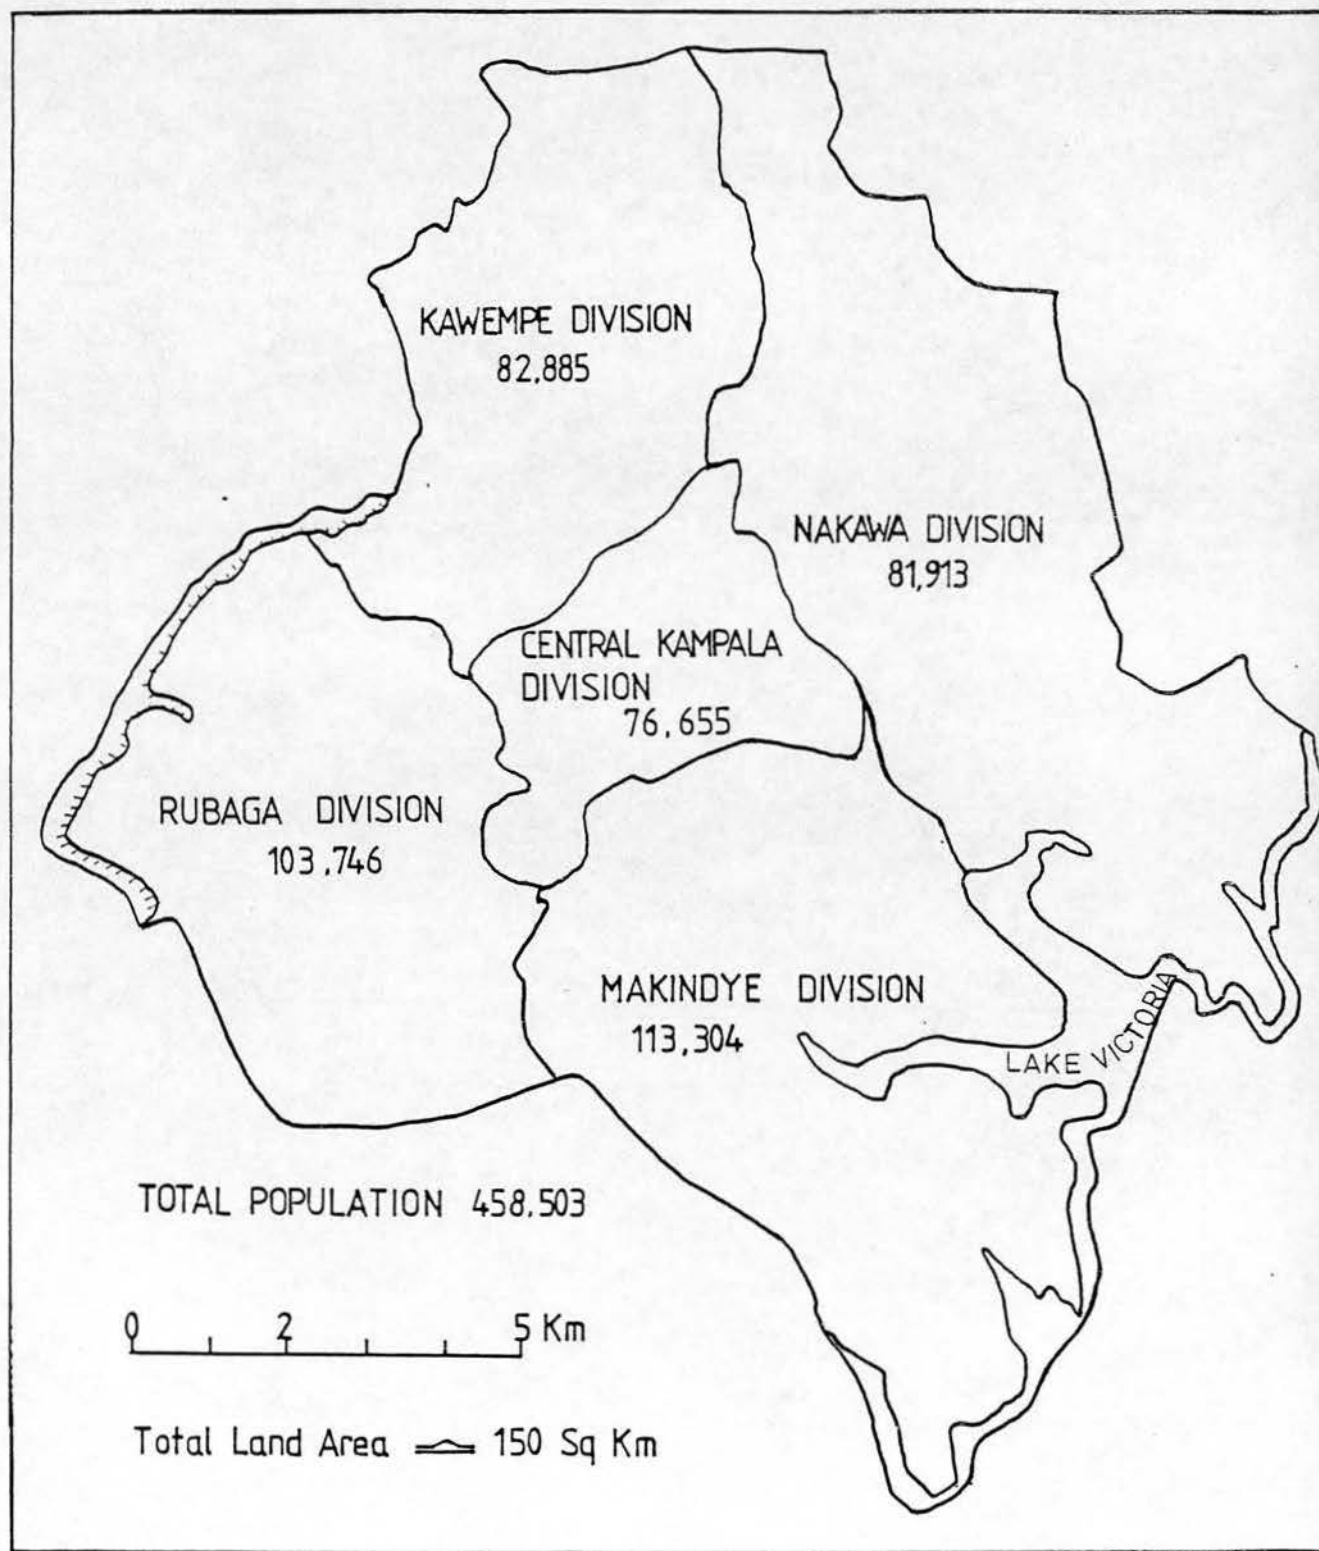 KAWEMPE DIVISION
82.885
NAKAWA DIVISION
81,913
CENTRAL KAMPALA
DIVISION
76,655
RUBAGA DIVISION
103,746
MAKINDYE DIVISION
113,304
LAKE VICTORIA
TOTAL POPULATION 458.503
0 2 5 Km
Total Land Area ≏ 150 Sq Km